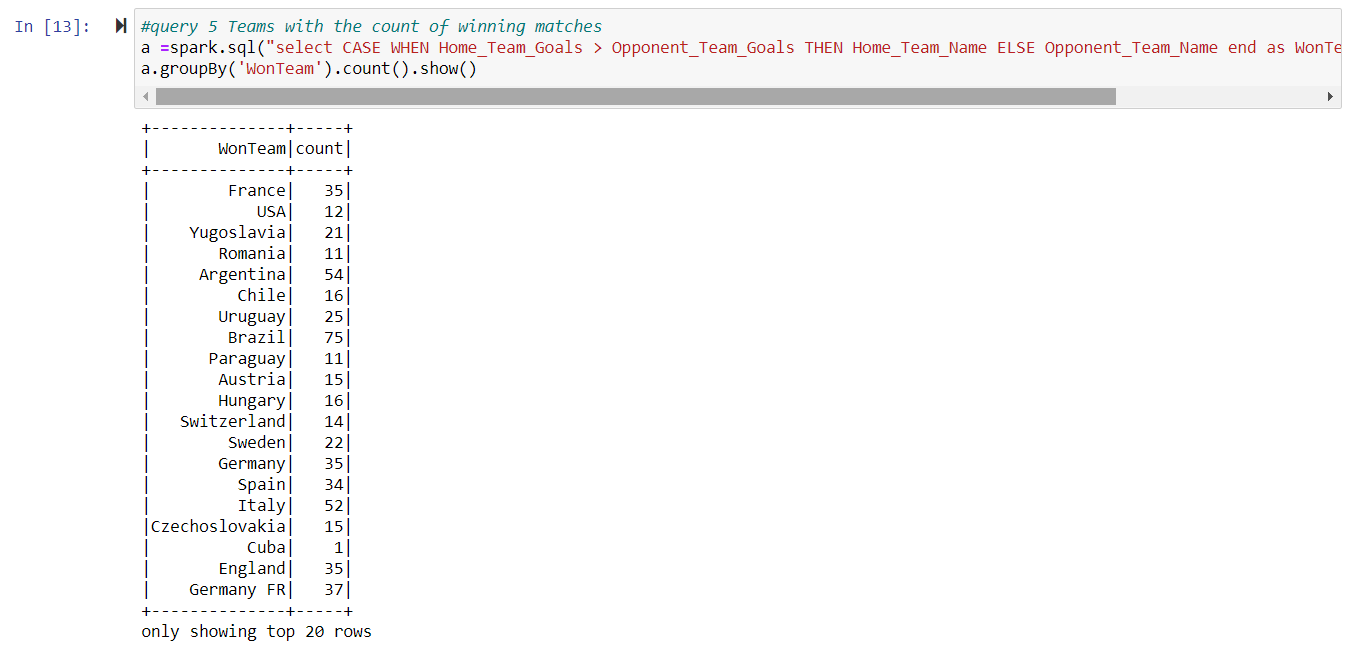 In [13]:
#query 5 Teams with the count of winning matches
a =spark.sql("select CASE WHEN Home_Team_Goals > Opponent_Team_Goals THEN Home_Team_Name ELSE Opponent_Team_Name end as WonTe
a.groupBy('WonTeam').count().show()
+--------------+-----+
|       WonTeam|count|
+--------------+-----+
|        France|   35|
|           USA|   12|
|    Yugoslavia|   21|
|       Romania|   11|
|     Argentina|   54|
|         Chile|   16|
|       Uruguay|   25|
|        Brazil|   75|
|      Paraguay|   11|
|       Austria|   15|
|       Hungary|   16|
|   Switzerland|   14|
|        Sweden|   22|
|       Germany|   35|
|         Spain|   34|
|         Italy|   52|
|Czechoslovakia|   15|
|          Cuba|    1|
|       England|   35|
|    Germany FR|   37|
+--------------+-----+
only showing top 20 rows